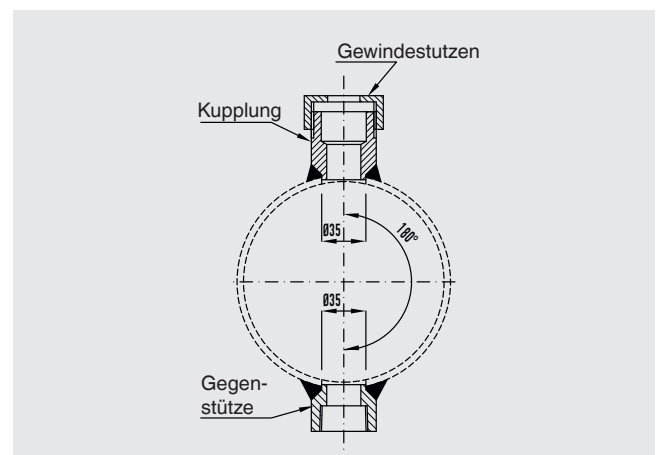 Gewindestutzen
Kupplung
Ø35
180°
Ø35
Gegen-
stütze